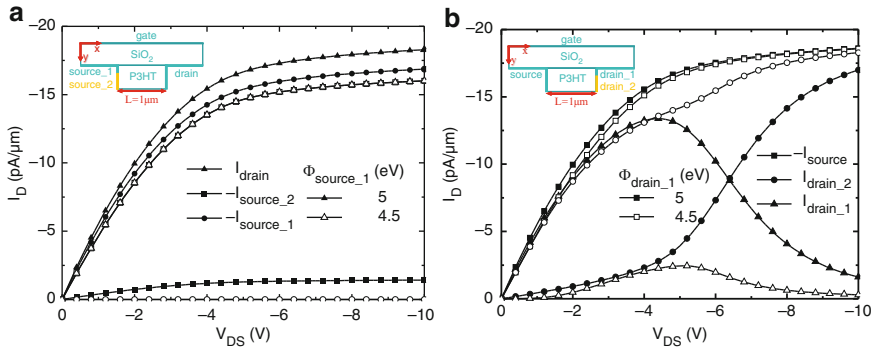 a
−20
−15
−10
−5
0
I_D (pA/μm)
0 −2 −4 −6 −8 −10
V_DS (V)
gate
x
y
SiO₂
source_1 P3HT drain
source_2
L=1μm
I_drain
−I_source_2
−I_source_1
Φ_source_1 (eV)
5
4.5
b
−20
−15
−10
−5
0
I_D (pA/μm)
0 −2 −4 −6 −8 −10
V_DS (V)
gate
x
y
SiO₂
source P3HT drain_1
drain_2
L=1μm
Φ_drain_1 (eV)
5
4.5
−I_source
I_drain_2
I_drain_1